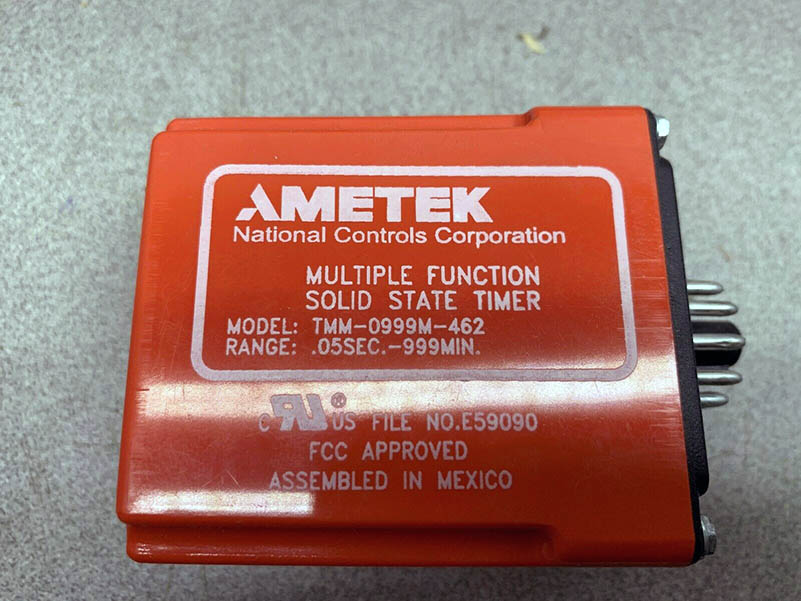 AMETEK
National Controls Corporation
MULTIPLE FUNCTION
SOLID STATE TIMER
MODEL: TMM-0999M-462
RANGE: .05SEC.-999MIN.
C RU® US FILE NO.E59090
FCC APPROVED
ASSEMBLED IN MEXICO